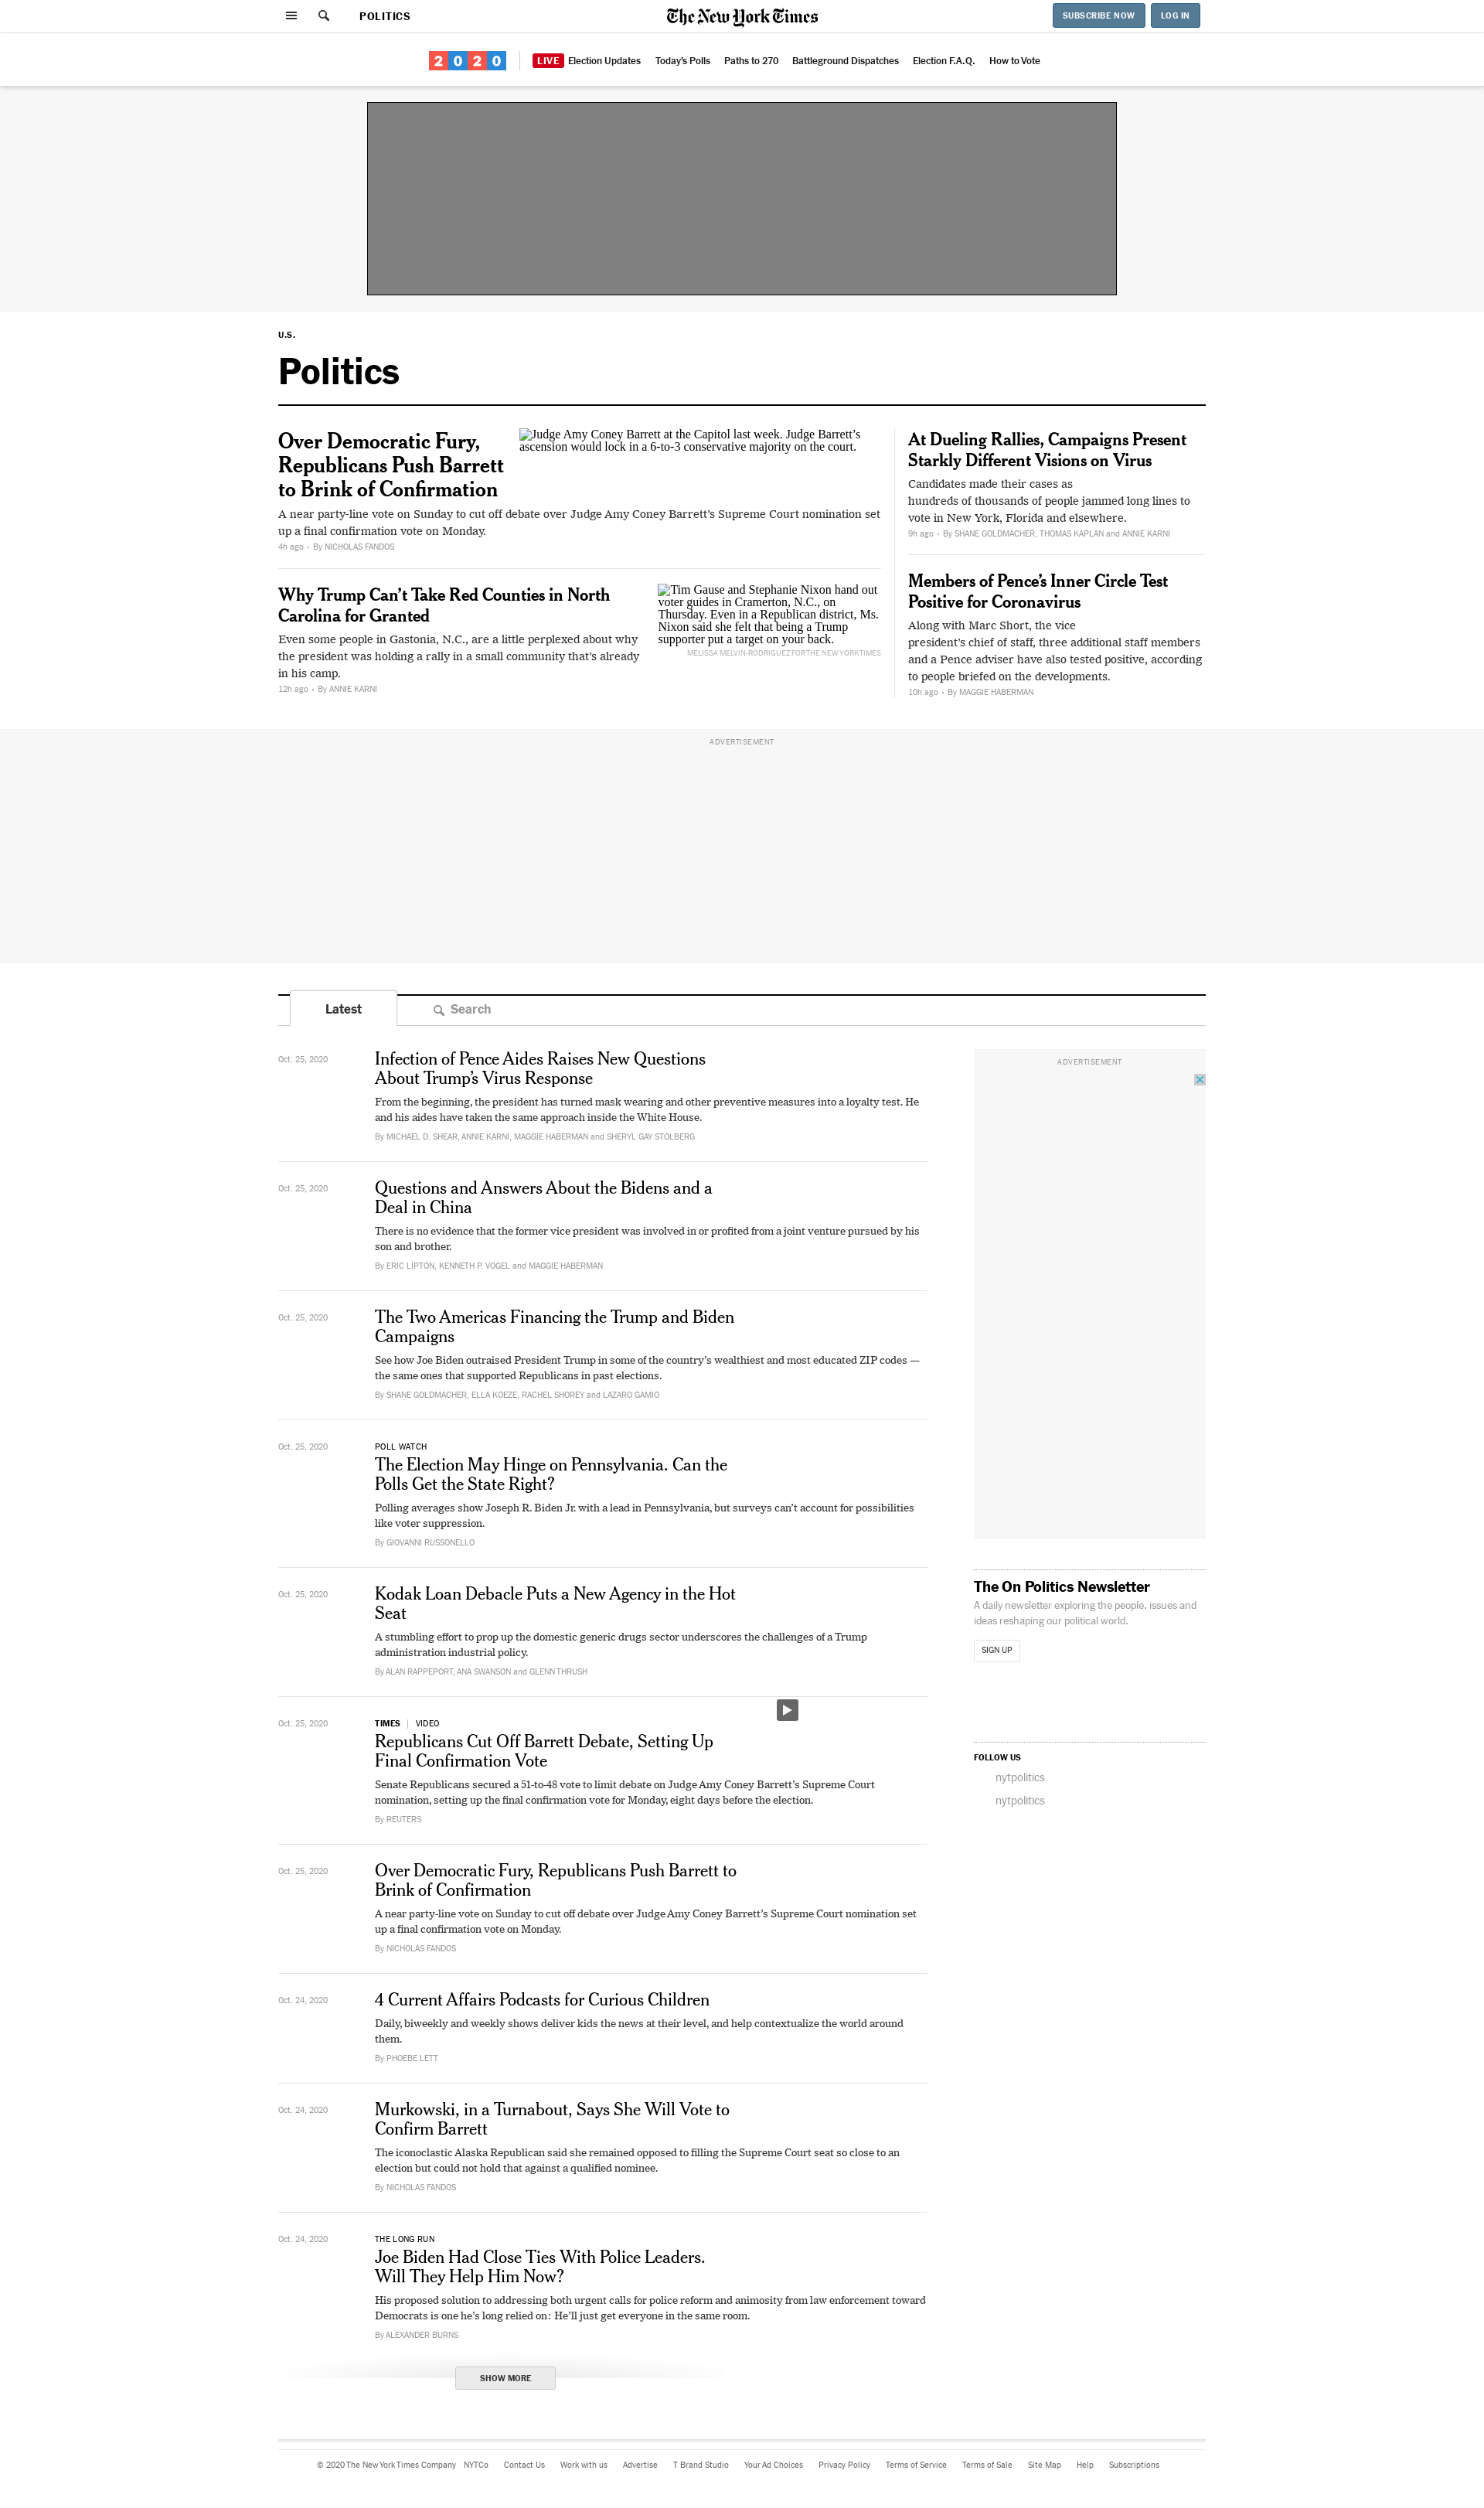 POLITICS
The New York Times
SUBSCRIBE NOW
LOG IN
2020
LIVE Election Updates
Today's Polls
Paths to 270
Battleground Dispatches
Election F.A.Q.
How to Vote
U.S.
Politics
Over Democratic Fury,
Republicans Push Barrett
to Brink of Confirmation
Judge Amy Coney Barrett at the Capitol last week. Judge Barrett’s
ascension would lock in a 6-to-3 conservative majority on the court.
A near party-line vote on Sunday to cut off debate over Judge Amy Coney Barrett’s Supreme Court nomination set
up a final confirmation vote on Monday.
4h ago • By NICHOLAS FANDOS
Why Trump Can’t Take Red Counties in North
Carolina for Granted
Even some people in Gastonia, N.C., are a little perplexed about why
the president was holding a rally in a small community that’s already
in his camp.
12h ago • By ANNIE KARNI
Tim Gause and Stephanie Nixon hand out
voter guides in Cramerton, N.C., on
Thursday. Even in a Republican district, Ms.
Nixon said she felt that being a Trump
supporter put a target on your back.
MELISSA MELVIN-RODRIGUEZ FOR THE NEW YORK TIMES
At Dueling Rallies, Campaigns Present
Starkly Different Visions on Virus
Candidates made their cases as
hundreds of thousands of people jammed long lines to
vote in New York, Florida and elsewhere.
9h ago • By SHANE GOLDMACHER, THOMAS KAPLAN and ANNIE KARNI
Members of Pence’s Inner Circle Test
Positive for Coronavirus
Along with Marc Short, the vice
president’s chief of staff, three additional staff members
and a Pence adviser have also tested positive, according
to people briefed on the developments.
10h ago • By MAGGIE HABERMAN
ADVERTISEMENT
Latest
Search
Oct. 25, 2020
Infection of Pence Aides Raises New Questions
About Trump’s Virus Response
From the beginning, the president has turned mask wearing and other preventive measures into a loyalty test. He
and his aides have taken the same approach inside the White House.
By MICHAEL D. SHEAR, ANNIE KARNI, MAGGIE HABERMAN and SHERYL GAY STOLBERG
Oct. 25, 2020
Questions and Answers About the Bidens and a
Deal in China
There is no evidence that the former vice president was involved in or profited from a joint venture pursued by his
son and brother.
By ERIC LIPTON, KENNETH P. VOGEL and MAGGIE HABERMAN
Oct. 25, 2020
The Two Americas Financing the Trump and Biden
Campaigns
See how Joe Biden outraised President Trump in some of the country’s wealthiest and most educated ZIP codes —
the same ones that supported Republicans in past elections.
By SHANE GOLDMACHER, ELLA KOEZE, RACHEL SHOREY and LAZARO GAMIO
Oct. 25, 2020
POLL WATCH
The Election May Hinge on Pennsylvania. Can the
Polls Get the State Right?
Polling averages show Joseph R. Biden Jr. with a lead in Pennsylvania, but surveys can’t account for possibilities
like voter suppression.
By GIOVANNI RUSSONELLO
Oct. 25, 2020
Kodak Loan Debacle Puts a New Agency in the Hot
Seat
A stumbling effort to prop up the domestic generic drugs sector underscores the challenges of a Trump
administration industrial policy.
By ALAN RAPPEPORT, ANA SWANSON and GLENN THRUSH
Oct. 25, 2020
TIMES | VIDEO
Republicans Cut Off Barrett Debate, Setting Up
Final Confirmation Vote
Senate Republicans secured a 51-to-48 vote to limit debate on Judge Amy Coney Barrett’s Supreme Court
nomination, setting up the final confirmation vote for Monday, eight days before the election.
By REUTERS
Oct. 25, 2020
Over Democratic Fury, Republicans Push Barrett to
Brink of Confirmation
A near party-line vote on Sunday to cut off debate over Judge Amy Coney Barrett’s Supreme Court nomination set
up a final confirmation vote on Monday.
By NICHOLAS FANDOS
Oct. 24, 2020
4 Current Affairs Podcasts for Curious Children
Daily, biweekly and weekly shows deliver kids the news at their level, and help contextualize the world around
them.
By PHOEBE LETT
Oct. 24, 2020
Murkowski, in a Turnabout, Says She Will Vote to
Confirm Barrett
The iconoclastic Alaska Republican said she remained opposed to filling the Supreme Court seat so close to an
election but could not hold that against a qualified nominee.
By NICHOLAS FANDOS
Oct. 24, 2020
THE LONG RUN
Joe Biden Had Close Ties With Police Leaders.
Will They Help Him Now?
His proposed solution to addressing both urgent calls for police reform and animosity from law enforcement toward
Democrats is one he’s long relied on: He’ll just get everyone in the same room.
By ALEXANDER BURNS
SHOW MORE
ADVERTISEMENT
The On Politics Newsletter
A daily newsletter exploring the people, issues and
ideas reshaping our political world.
SIGN UP
FOLLOW US
nytpolitics
nytpolitics
© 2020 The New York Times Company
NYTCo
Contact Us
Work with us
Advertise
T Brand Studio
Your Ad Choices
Privacy Policy
Terms of Service
Terms of Sale
Site Map
Help
Subscriptions